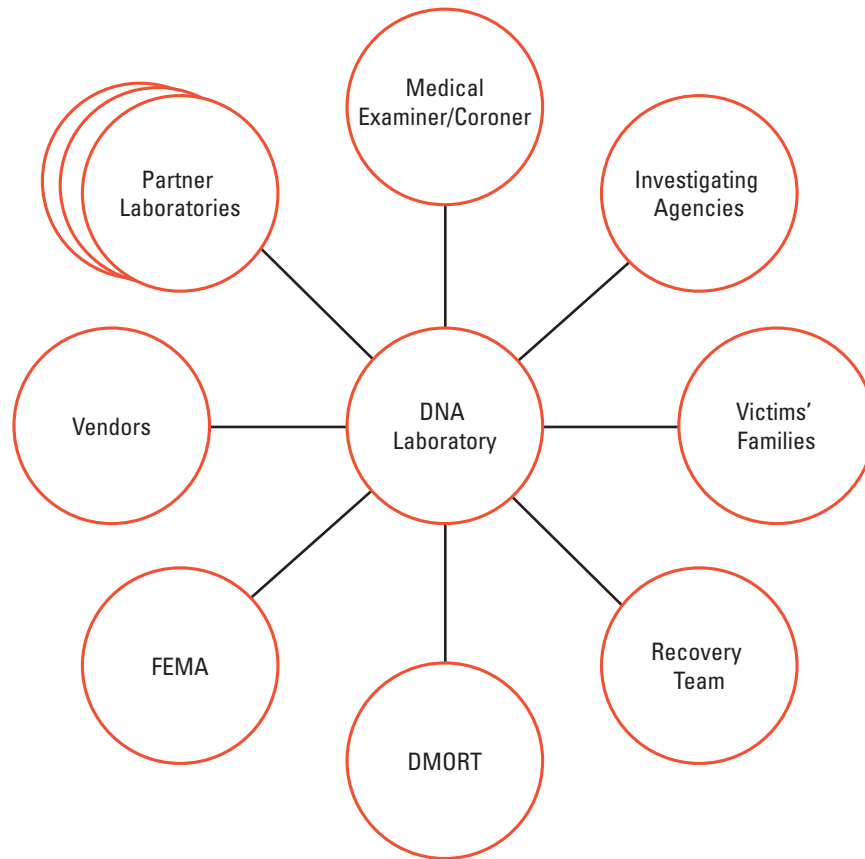 Medical
Examiner/Coroner
Partner
Laboratories
Investigating
Agencies
Vendors
DNA
Laboratory
Victims’
Families
FEMA
Recovery
Team
DMORT